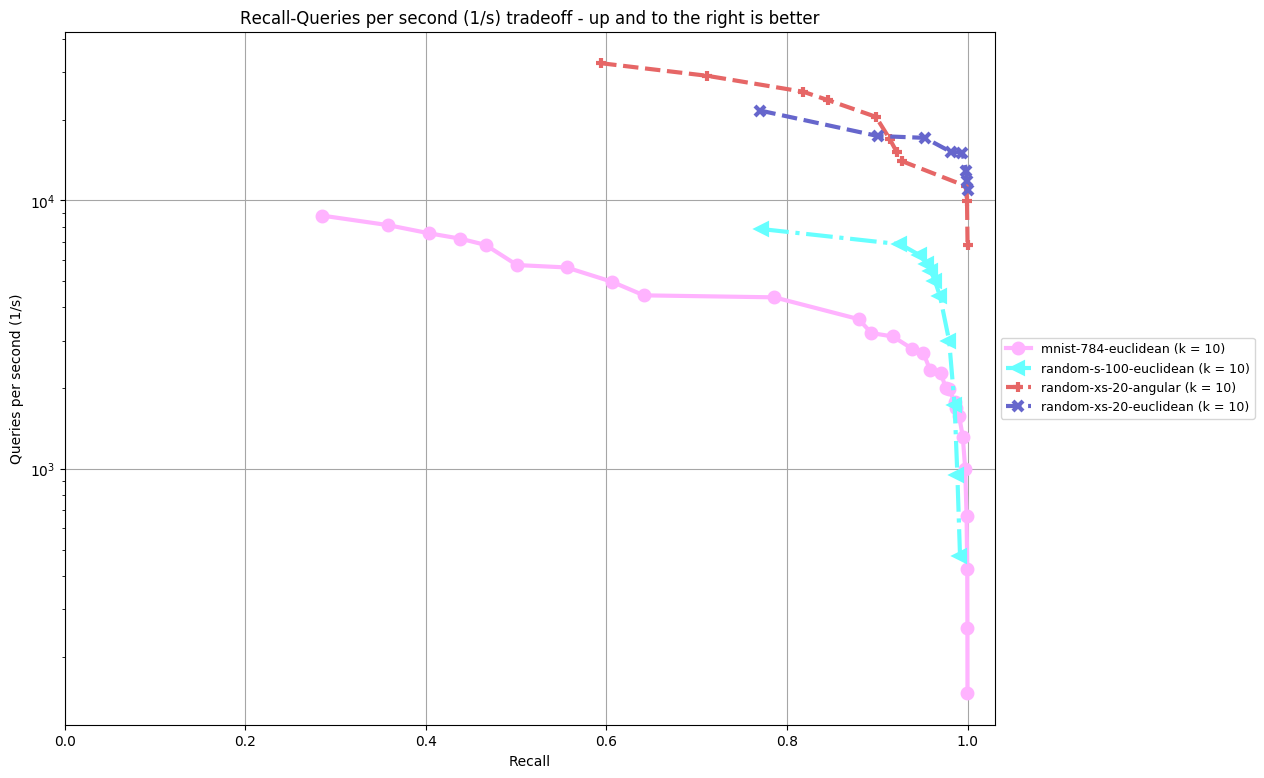 Recall-Queries per second (1/s) tradeoff - up and to the right is better
10⁴
10³
Queries per second (1/s)
0.0 0.2 0.4 0.6 0.8 1.0
Recall
mnist-784-euclidean (k = 10)
random-s-100-euclidean (k = 10)
random-xs-20-angular (k = 10)
random-xs-20-euclidean (k = 10)